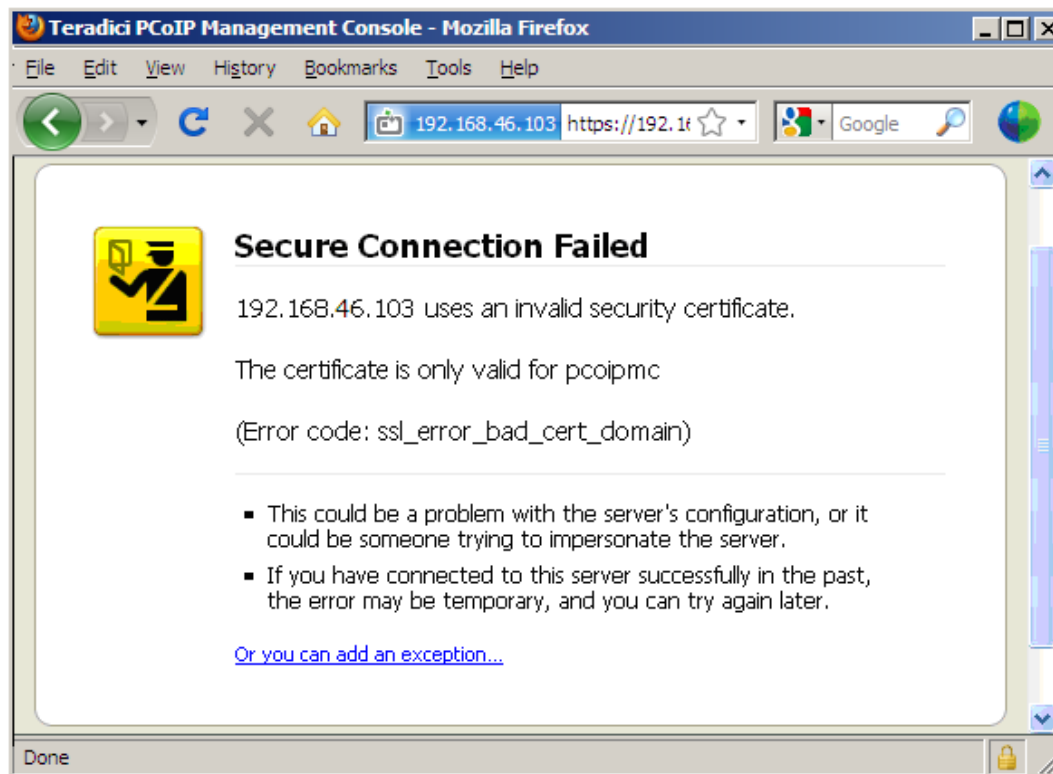 Teradici PCoIP Management Console - Mozilla Firefox
File Edit View History Bookmarks Tools Help
192.168.46.103 https://192.16 Google
Secure Connection Failed
192.168.46.103 uses an invalid security certificate.
The certificate is only valid for pcoipmc
(Error code: ssl_error_bad_cert_domain)
This could be a problem with the server's configuration, or it
could be someone trying to impersonate the server.
If you have connected to this server successfully in the past,
the error may be temporary, and you can try again later.
Or you can add an exception...
Done